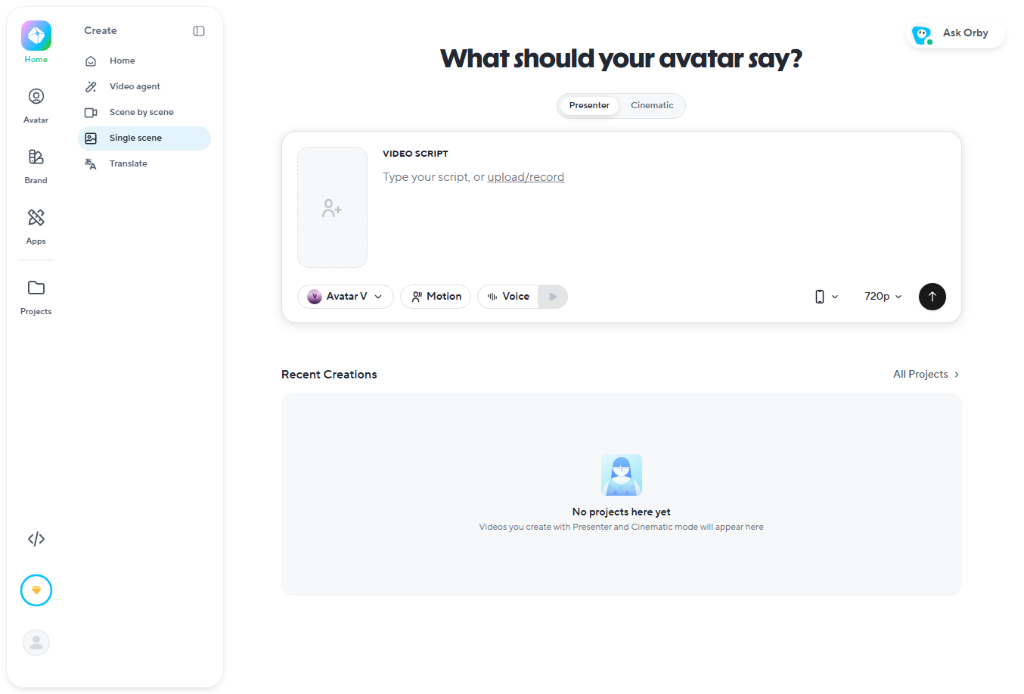 Home
Avatar
Brand
Apps
Projects
Create
Home
Video agent
Scene by scene
Single scene
Translate
Ask Orby
What should your avatar say?
Presenter
Cinematic
VIDEO SCRIPT
Type your script, or upload/record
Avatar V
Motion
Voice
720p
Recent Creations
All Projects
No projects here yet
Videos you create with Presenter and Cinematic mode will appear here